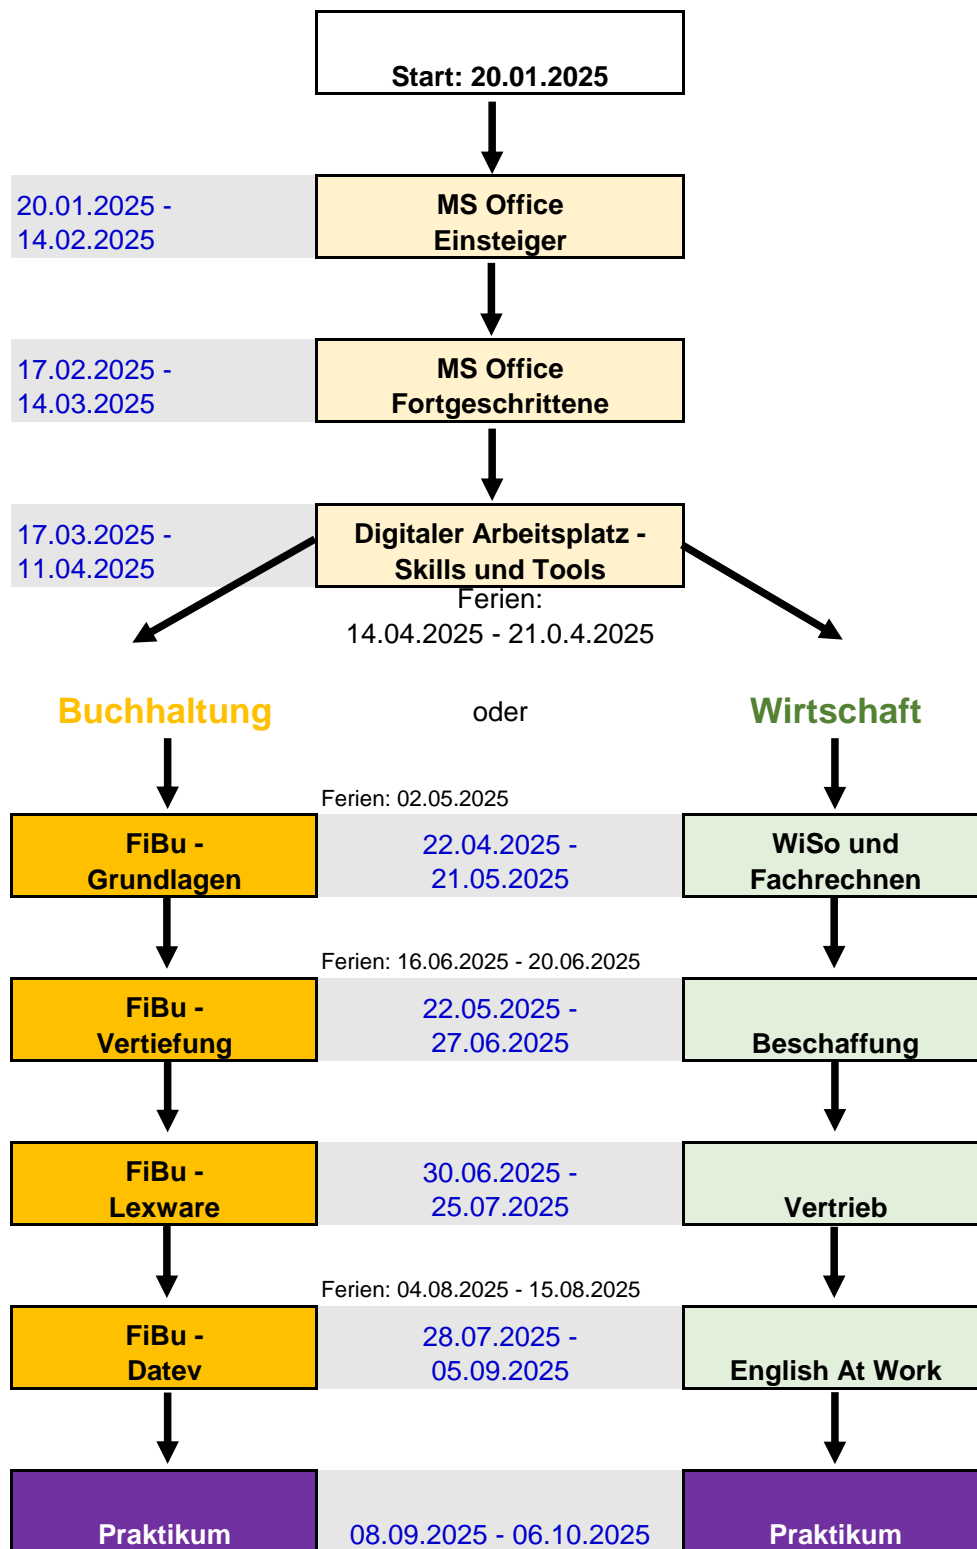 Start: 20.01.2025
20.01.2025 -
14.02.2025
MS Office
Einsteiger
17.02.2025 -
14.03.2025
MS Office
Fortgeschrittene
17.03.2025 -
11.04.2025
Digitaler Arbeitsplatz -
Skills und Tools
Ferien:
14.04.2025 - 21.0.4.2025
Buchhaltung
oder
Wirtschaft
Ferien: 02.05.2025
FiBu -
Grundlagen
22.04.2025 -
21.05.2025
WiSo und
Fachrechnen
Ferien: 16.06.2025 - 20.06.2025
FiBu -
Vertiefung
22.05.2025 -
27.06.2025
Beschaffung
FiBu -
Lexware
30.06.2025 -
25.07.2025
Vertrieb
Ferien: 04.08.2025 - 15.08.2025
FiBu -
Datev
28.07.2025 -
05.09.2025
English At Work
Praktikum
08.09.2025 - 06.10.2025
Praktikum